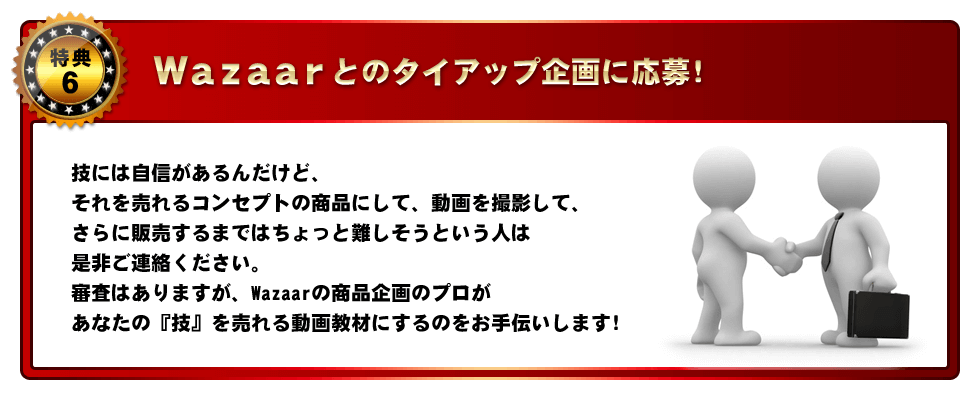 特典
6
Wazaarとのタイアップ企画に応募!
技には自信があるんだけど、
それを売れるコンセプトの商品にして、動画を撮影して、
さらに販売するまではちょっと難しそうという人は
是非ご連絡ください。
審査はありますが、Wazaarの商品企画のプロが
あなたの『技』を売れる動画教材にするのをお手伝いします!